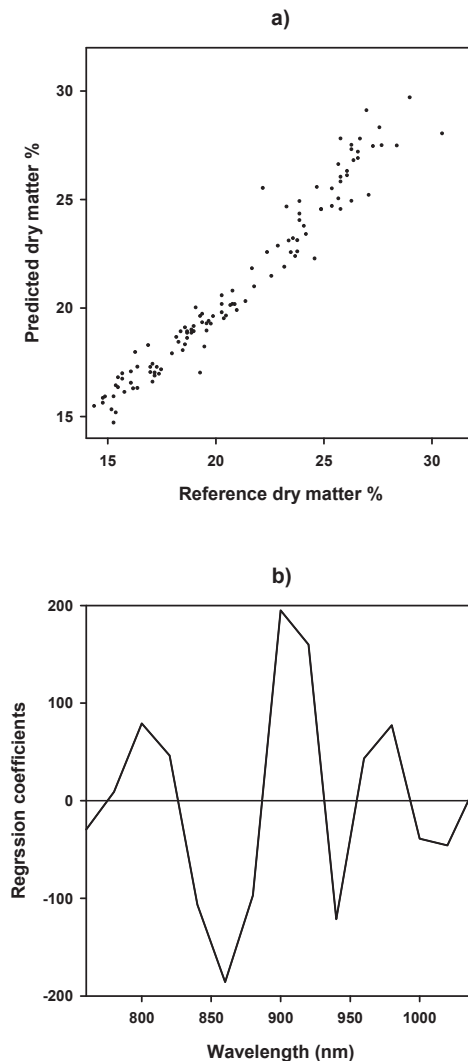 a)
30
25
20
15
Predicted dry matter %
15 20 25 30
Reference dry matter %
b)
200
100
0
-100
-200
Regrssion coefficients
800 850 900 950 1000
Wavelength (nm)